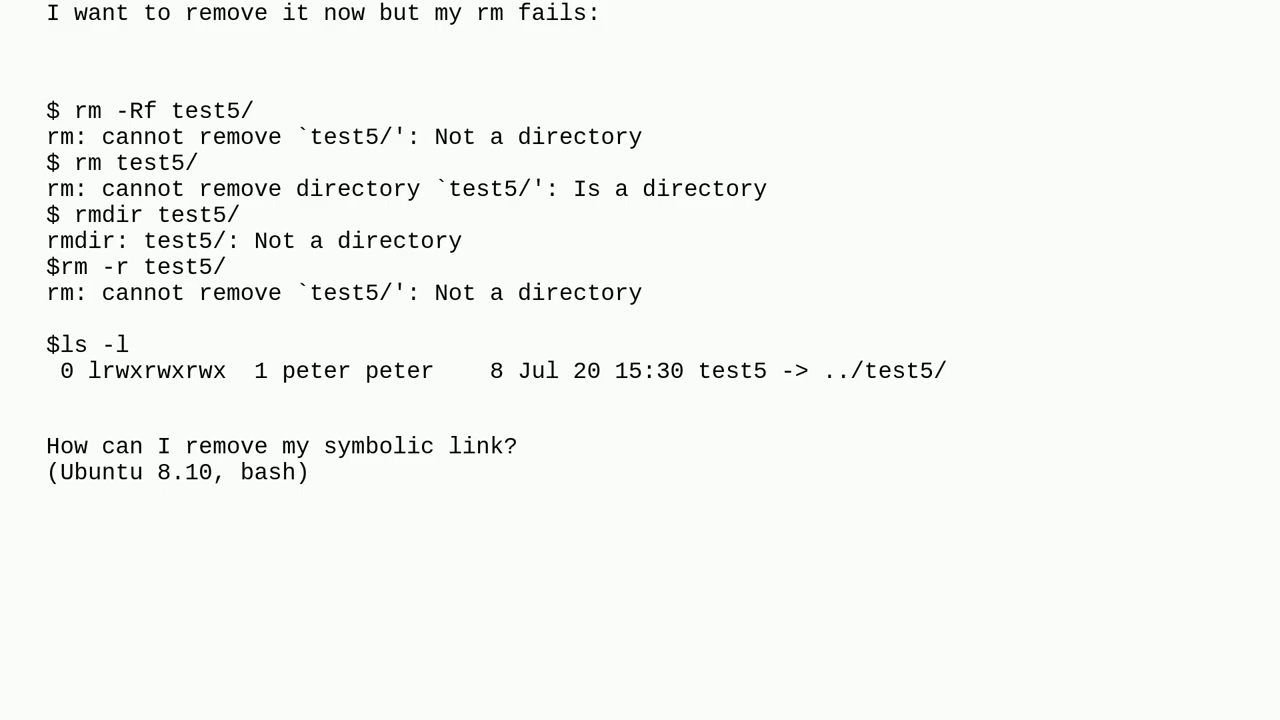 I want to remove it now but my rm fails:
$ rm -Rf test5/
rm: cannot remove `test5/': Not a directory
$ rm test5/
rm: cannot remove directory `test5/': Is a directory
$ rmdir test5/
rmdir: test5/: Not a directory
$rm -r test5/
rm: cannot remove `test5/': Not a directory
$ls -l
 0 lrwxrwxrwx  1 peter peter    8 Jul 20 15:30 test5 -> ../test5/
How can I remove my symbolic link?
(Ubuntu 8.10, bash)